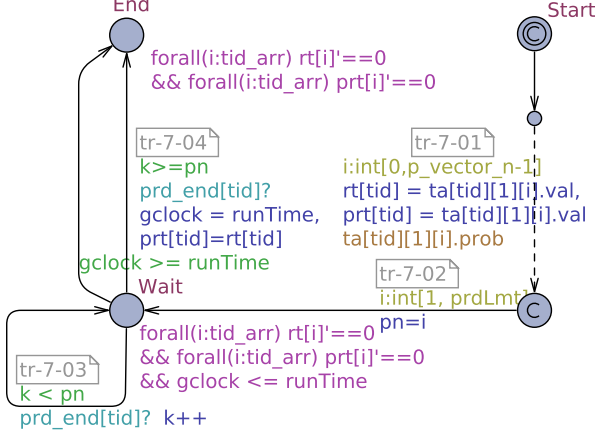 End
Start
forall(i:tid_arr) rt[i]'==0
&& forall(i:tid_arr) prt[i]'==0
tr-7-04
k>=pn
prd_end[tid]?
gclock = runTime,
prt[tid]=rt[tid]
tr-7-01
i:int[0,p_vector_n-1]
rt[tid] = ta[tid][1][i].val,
prt[tid] = ta[tid][1][i].val
ta[tid][1][i].prob
gclock >= runTime
tr-7-02
i:int[1, prdLmt]
pn=i
C
C
Wait
forall(i:tid_arr) rt[i]'==0
&& forall(i:tid_arr) prt[i]'==0
&& gclock <= runTime
tr-7-03
k < pn
prd_end[tid]? k++